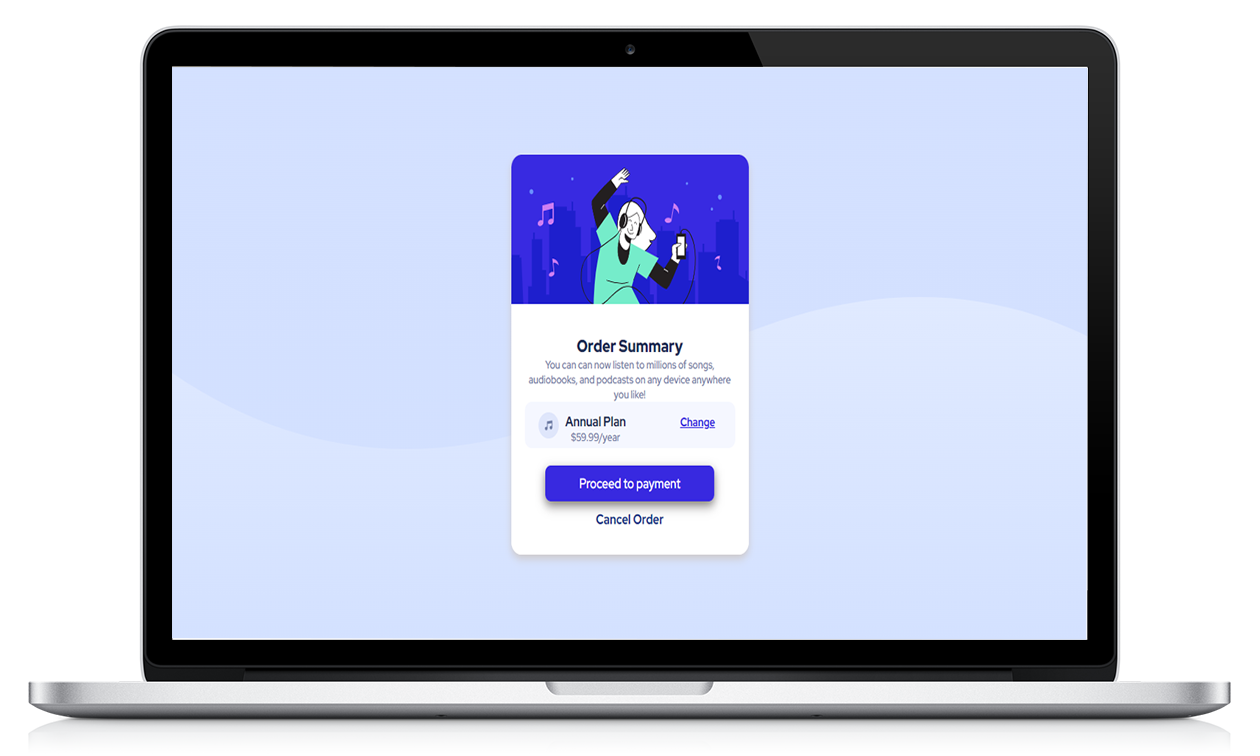 Order Summary
You can can now listen to millions of songs,
audiobooks, and podcasts on any device anywhere
you like!
Annual Plan
Change
$59.99/year
Proceed to payment
Cancel Order